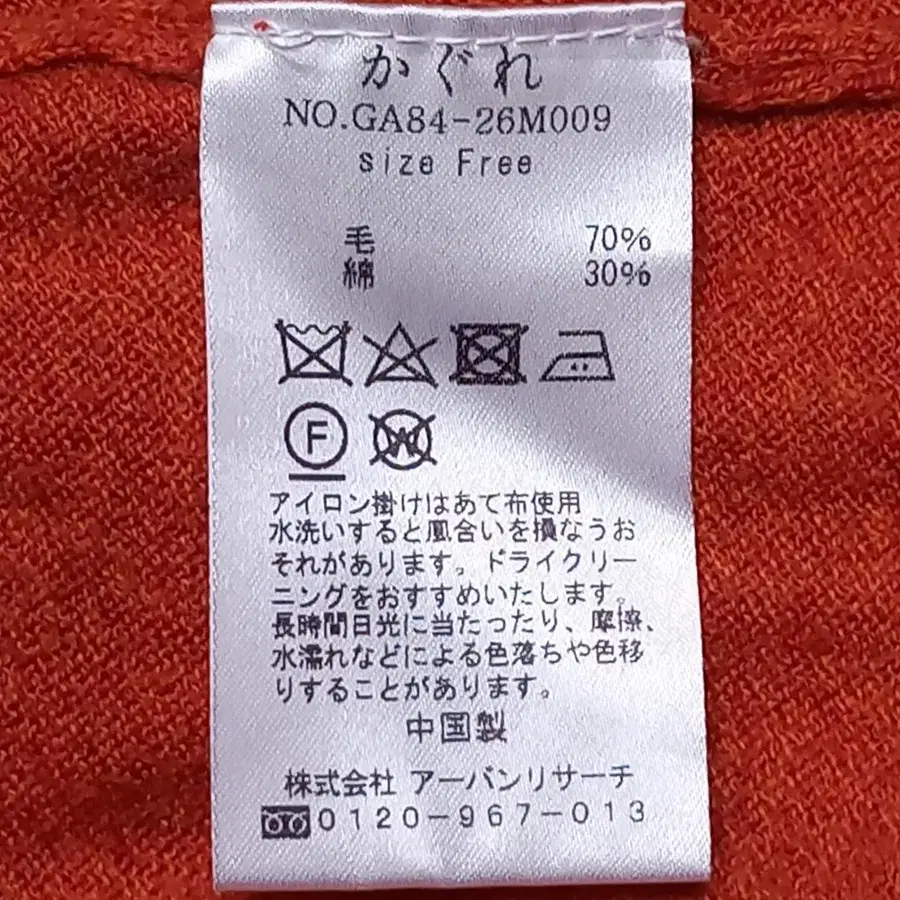 かぐれ
NO.GA84-26M009
size Free
毛 70%
綿 30%
F W
アイロン掛けはあて布使用
水洗いすると風合いを損なうお
それがあります。ドライクリー
ニングをおすすめいたします。
長時間日光に当たったり、摩擦、
水濡れなどによる色落ちや色移
りすることがあります。
中国製
株式会社 アーバンリサーチ
0120-967-013